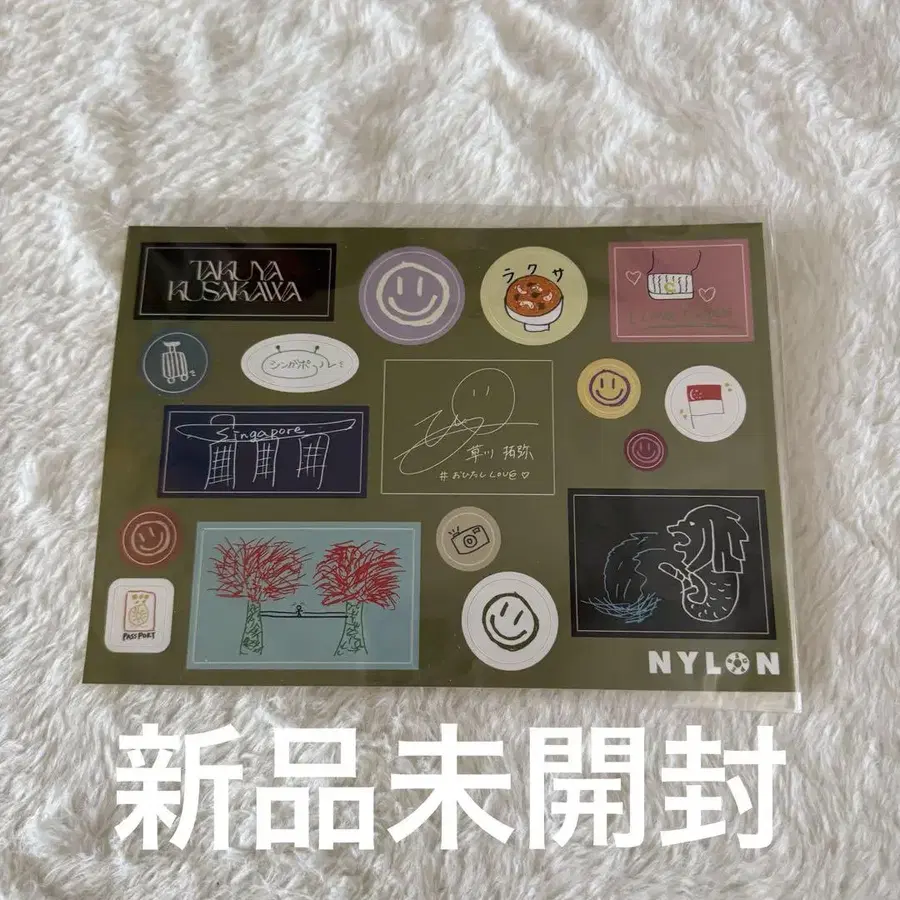 TAKUYA
KUSAKAWA
ラクサ
シンガポール
Singapore
草川 拓弥
#おひたしLOVE♡
PASSPORT
NYLON
新品未開封